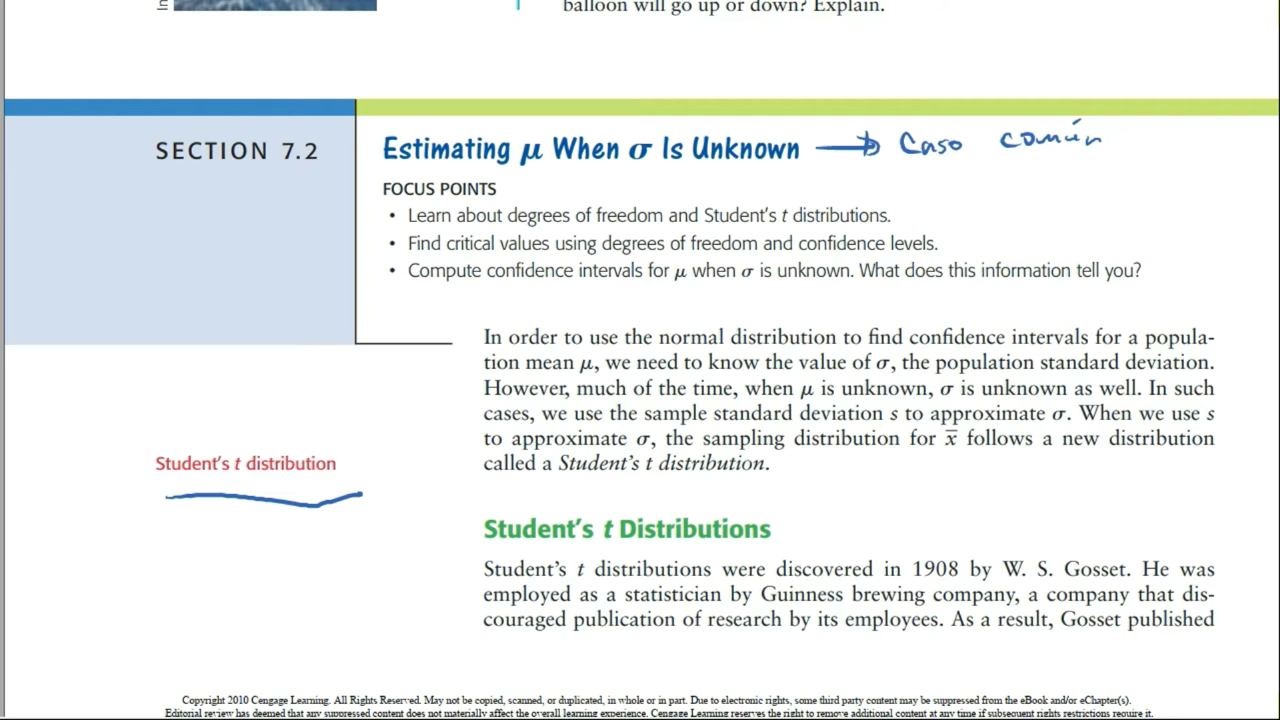 balloon will go up or down? Explain.
In
SECTION 7.2
Estimating μ When σ Is Unknown → Caso común
FOCUS POINTS
• Learn about degrees of freedom and Student's t distributions.
• Find critical values using degrees of freedom and confidence levels.
• Compute confidence intervals for μ when σ is unknown. What does this information tell you?
In order to use the normal distribution to find confidence intervals for a popula-
tion mean μ, we need to know the value of σ, the population standard deviation.
However, much of the time, when μ is unknown, σ is unknown as well. In such
cases, we use the sample standard deviation s to approximate σ. When we use s
to approximate σ, the sampling distribution for x̅ follows a new distribution
called a Student's t distribution.
Student's t distribution
Student's t Distributions
Student's t distributions were discovered in 1908 by W. S. Gosset. He was
employed as a statistician by Guinness brewing company, a company that dis-
couraged publication of research by its employees. As a result, Gosset published
Copyright 2010 Cengage Learning. All Rights Reserved. May not be copied, scanned, or duplicated, in whole or in part. Due to electronic rights, some third party content may be suppressed from the eBook and/or eChapter(s).
Editorial review has deemed that any suppressed content does not materially affect the overall learning experience. Cengage Learning reserves the right to remove additional content at any time if subsequent rights restrictions require it.